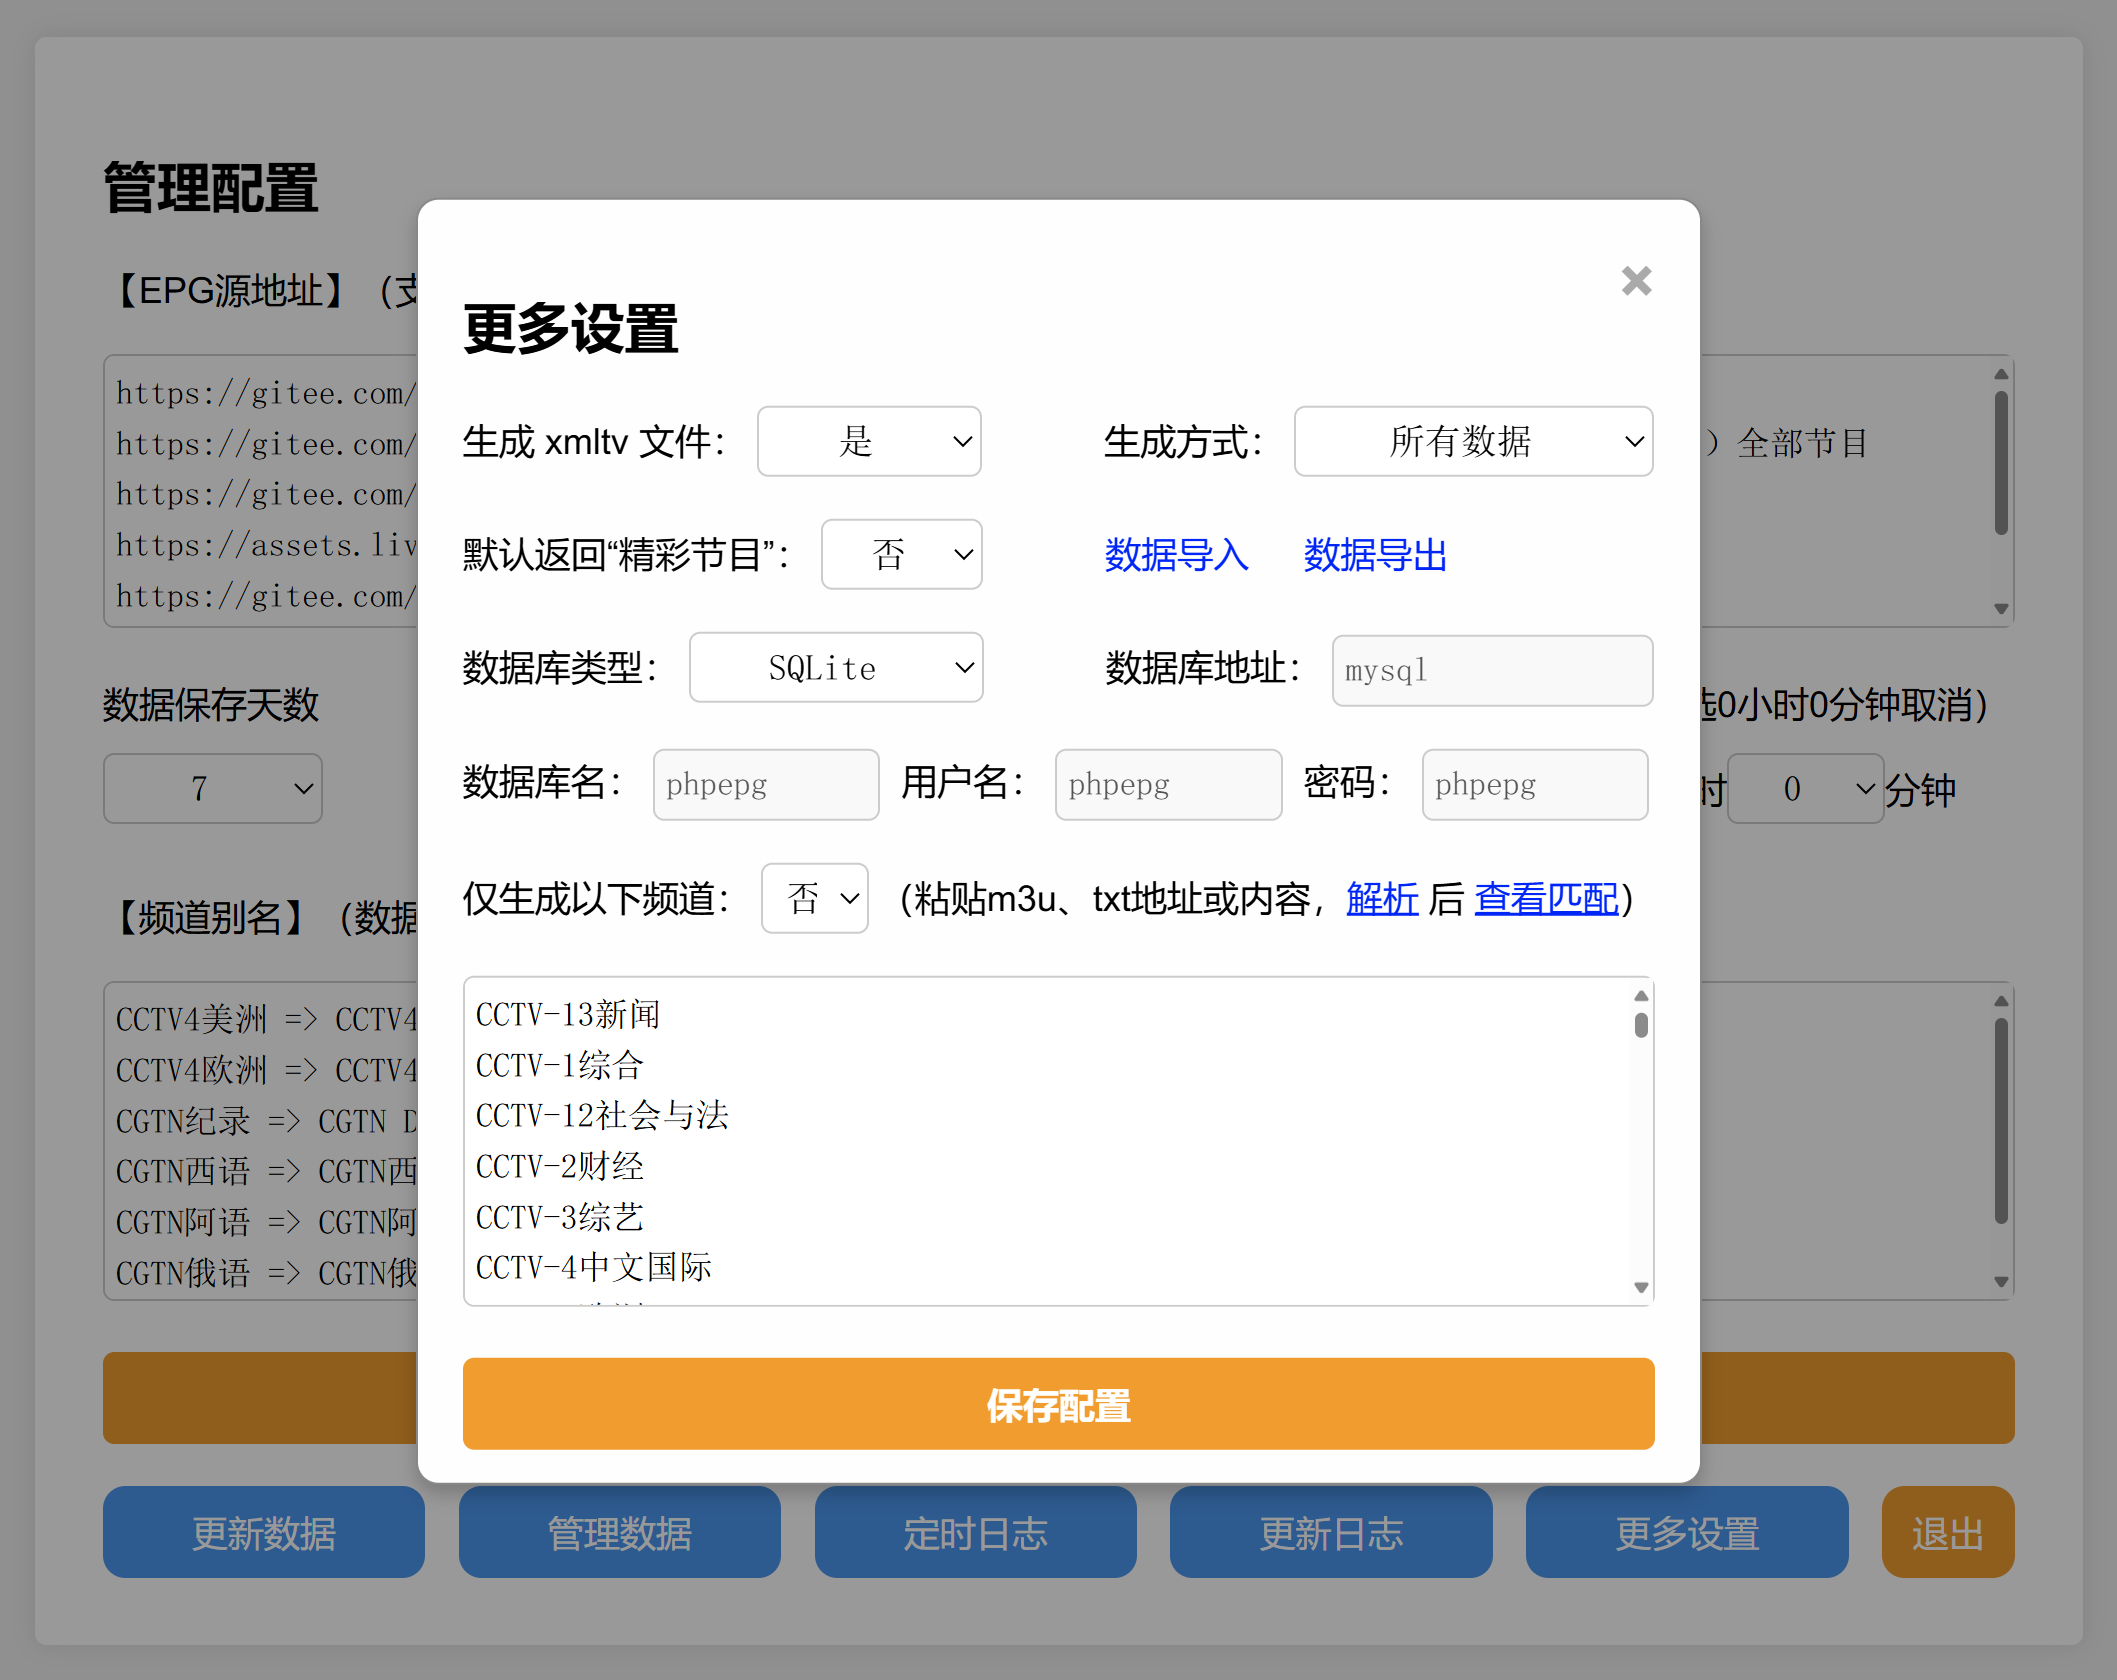 管理配置
【EPG源地址】（支
https://gitee.com/
https://gitee.com/
）全部节目
https://gitee.com/
https://assets.liv
https://gitee.com/
数据保存天数
选0小时0分钟取消）
7
时 0 分钟
【频道别名】（数据
CCTV4美洲 => CCTV4
CCTV4欧洲 => CCTV4
CGTN纪录 => CGTN D
CGTN西语 => CGTN西
CGTN阿语 => CGTN阿
CGTN俄语 => CGTN俄
更多设置
×
生成 xmltv 文件： 是 生成方式： 所有数据
默认返回“精彩节目”： 否 数据导入 数据导出
数据库类型： SQLite 数据库地址： mysql
数据库名： phpepg 用户名： phpepg 密码： phpepg
仅生成以下频道： 否 （粘贴m3u、txt地址或内容，解析 后 查看匹配）
CCTV-13新闻
CCTV-1综合
CCTV-12社会与法
CCTV-2财经
CCTV-3综艺
CCTV-4中文国际
保存配置
更新数据 管理数据 定时日志 更新日志 更多设置 退出